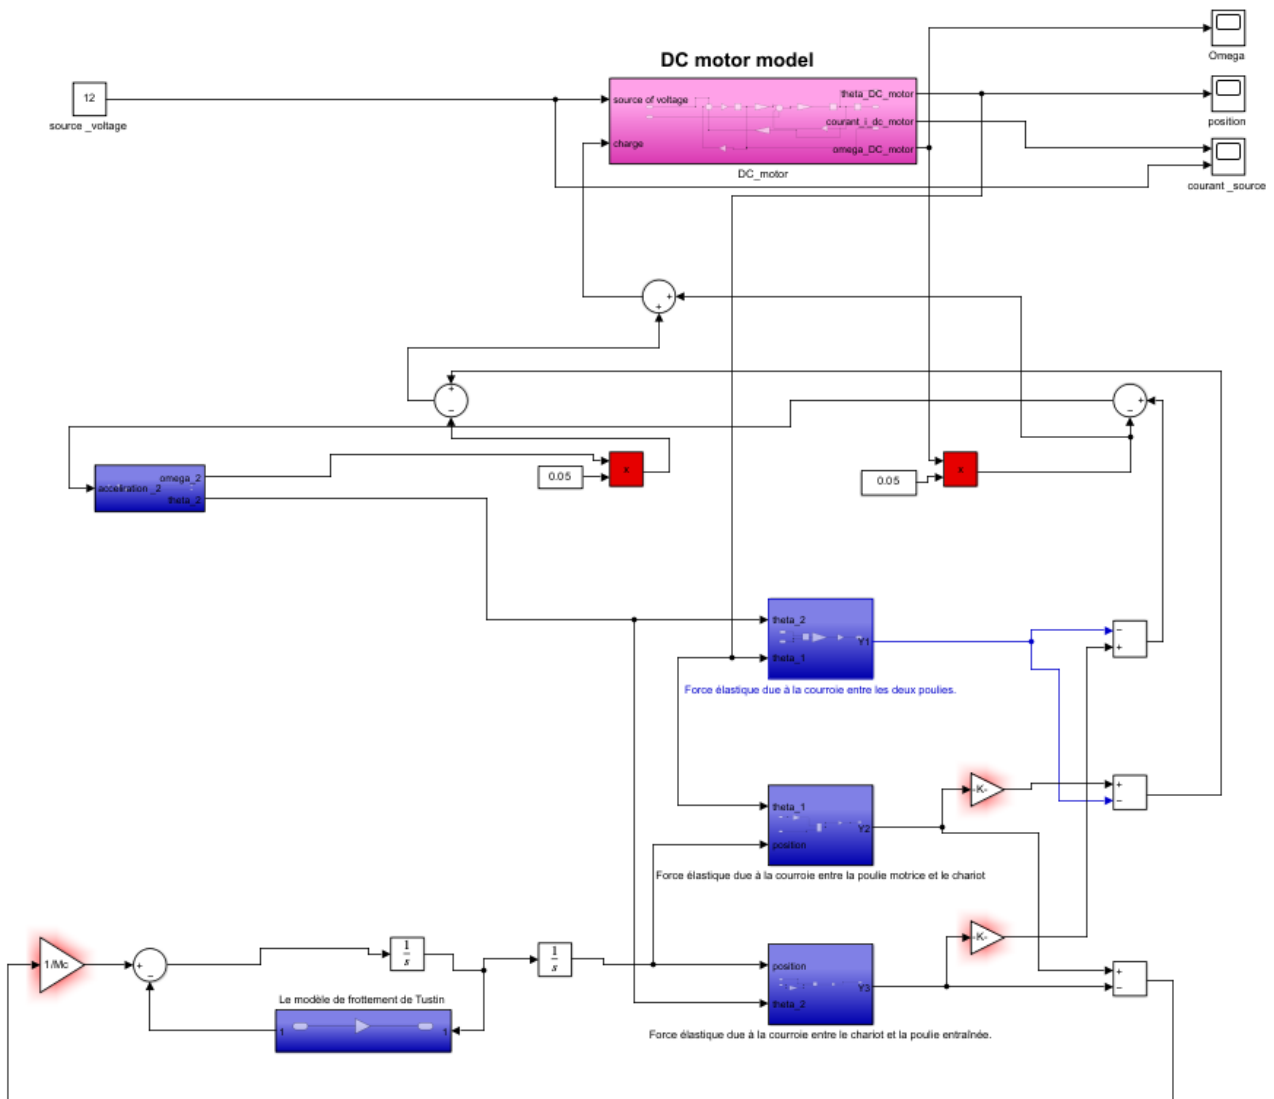 Omega
DC motor model
12
source _voltage
source of voltage
theta_DC_motor
position
courant_i_dc_motor
charge
omega_DC_motor
DC_motor
courant _source
+
+
+
−
+
−
omega_2
accelration _2
theta_2
0.05
x
0.05
x
theta_2
Y1
theta_1
−
+
Force élastique due à la courroie entre les deux poulies.
-K-
+
−
theta_1
Y2
position
Force élastique due à la courroie entre la poulie motrice et le chariot
-K-
1/Mc
+
−
1
s
1
s
position
Y3
theta_2
+
−
Le modèle de frottement de Tustin
1
1
Force élastique due à la courroie entre le chariot et la poulie entraînée.